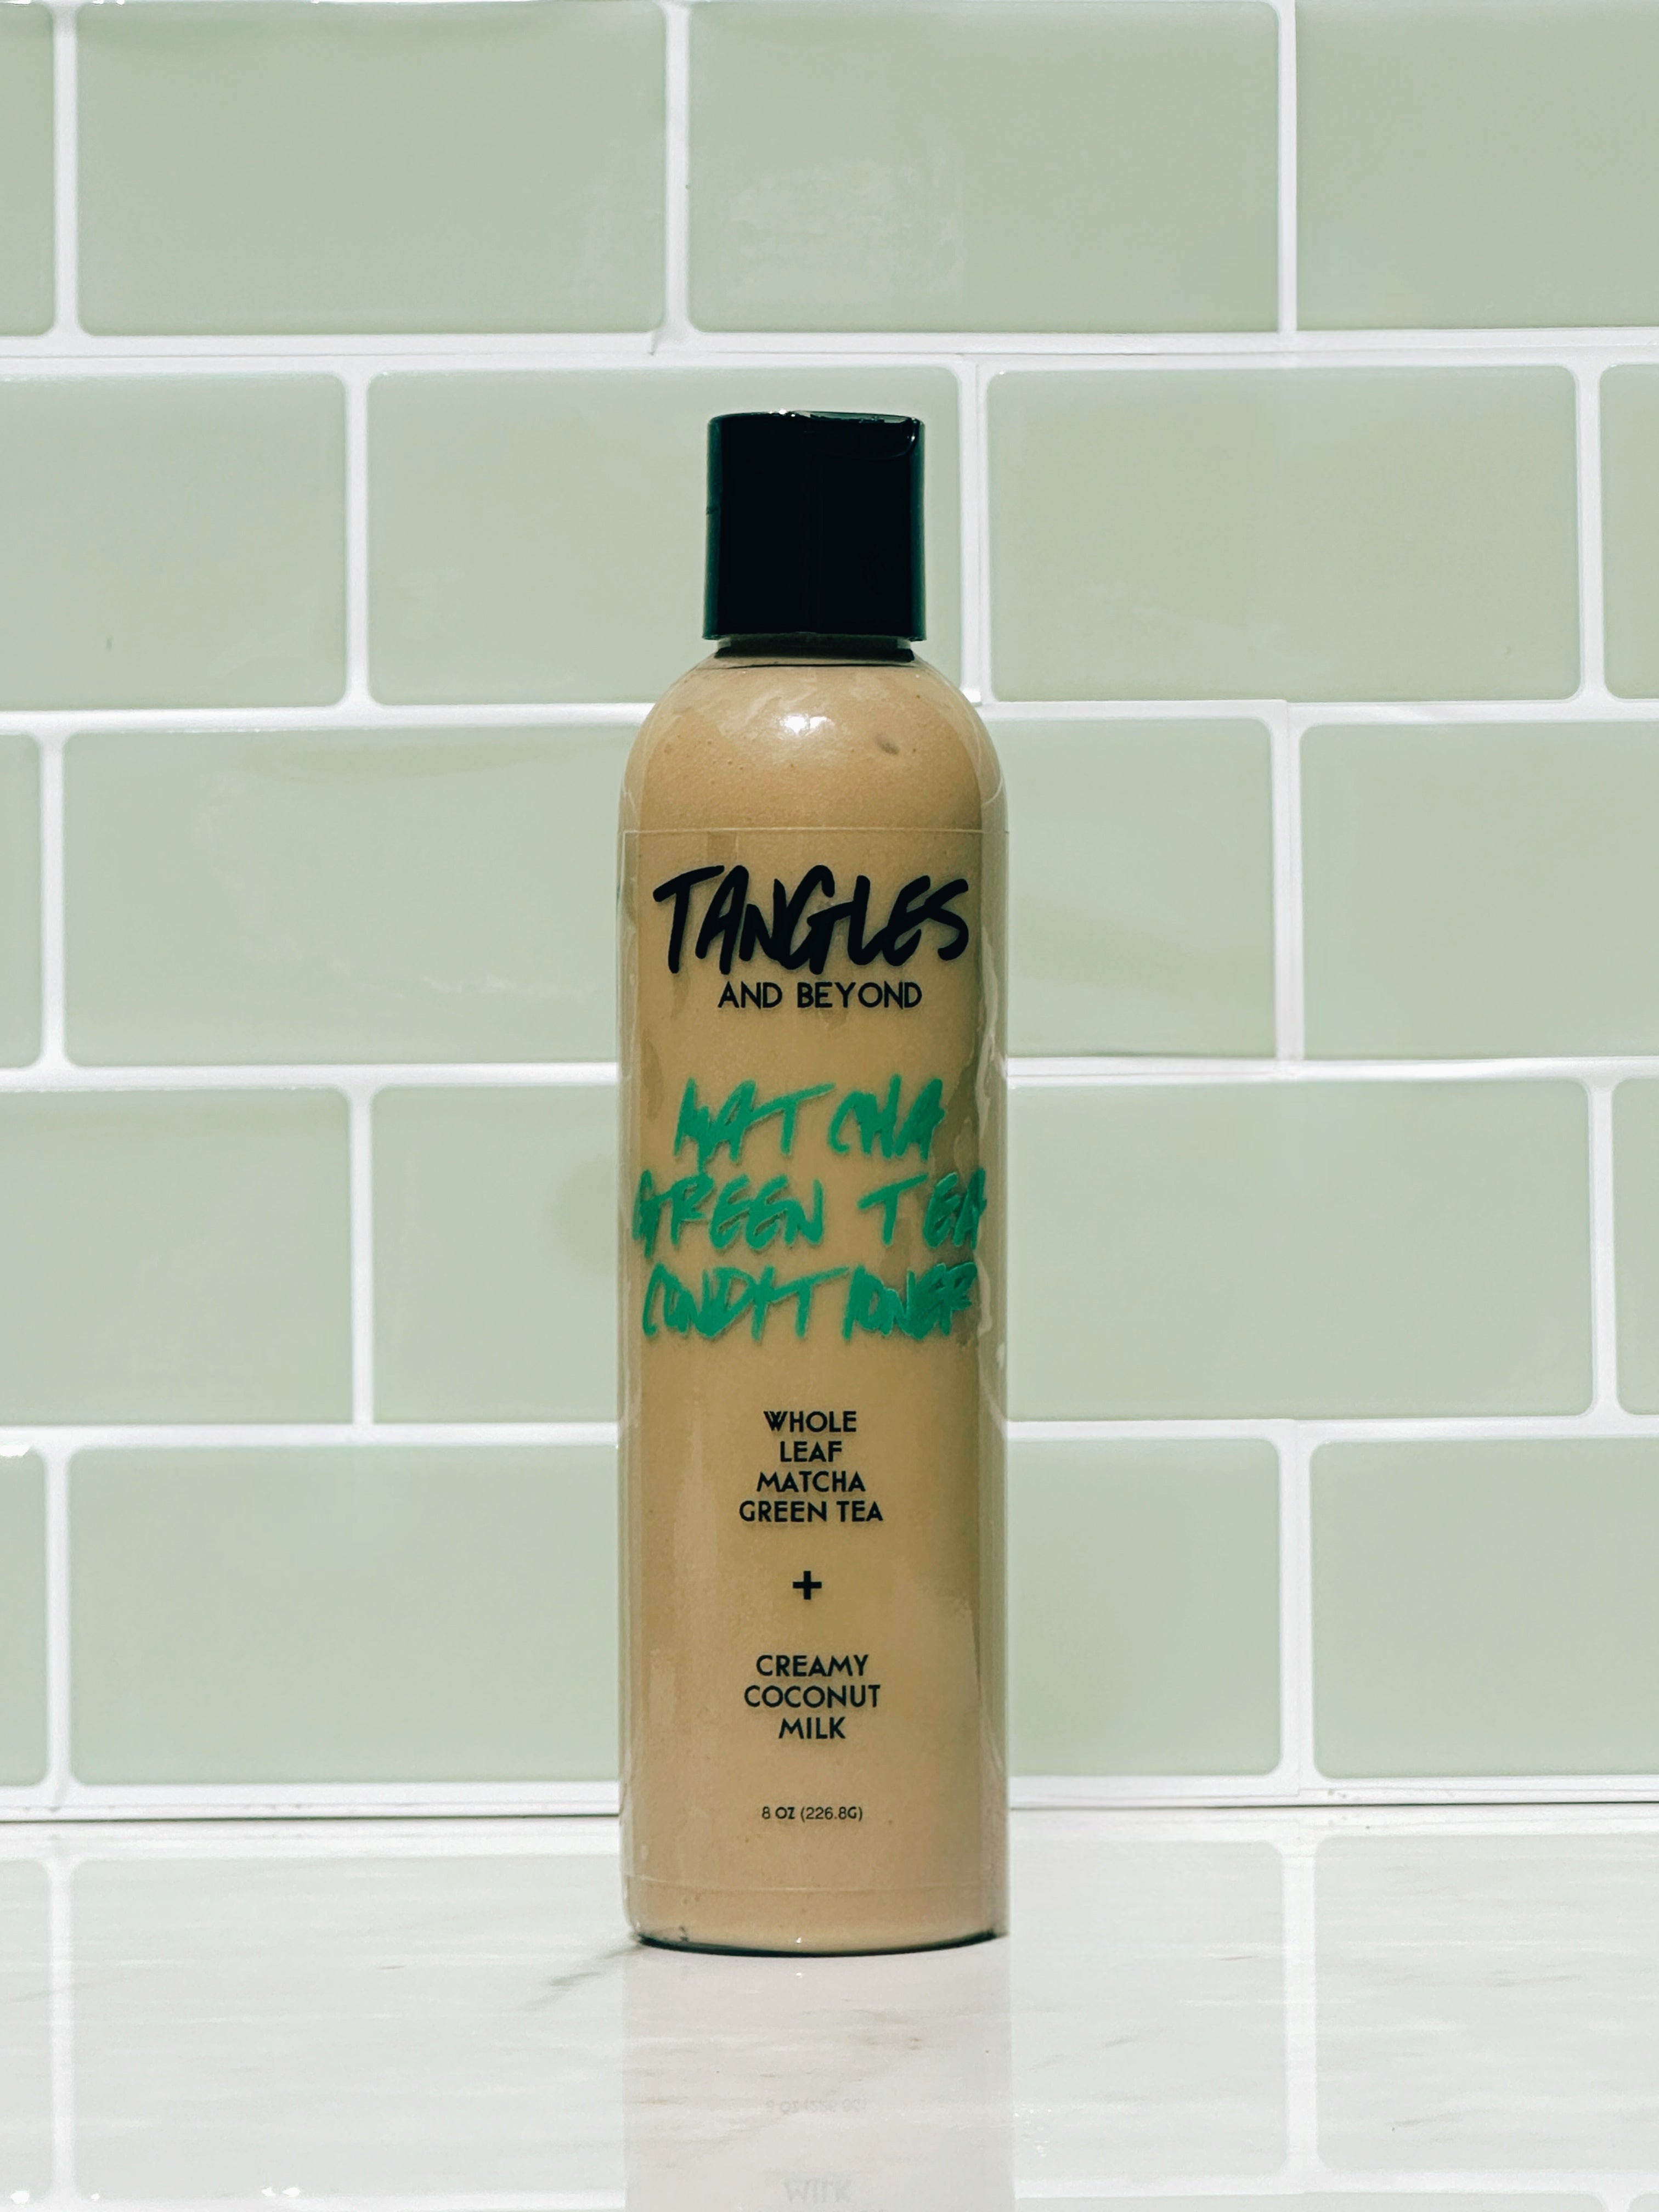 TANGLES
AND BEYOND
MATCHA
GREEN TEA
CONDITIONER
WHOLE
LEAF
MATCHA
GREEN TEA
+
CREAMY
COCONUT
MILK
8 OZ (226.8G)